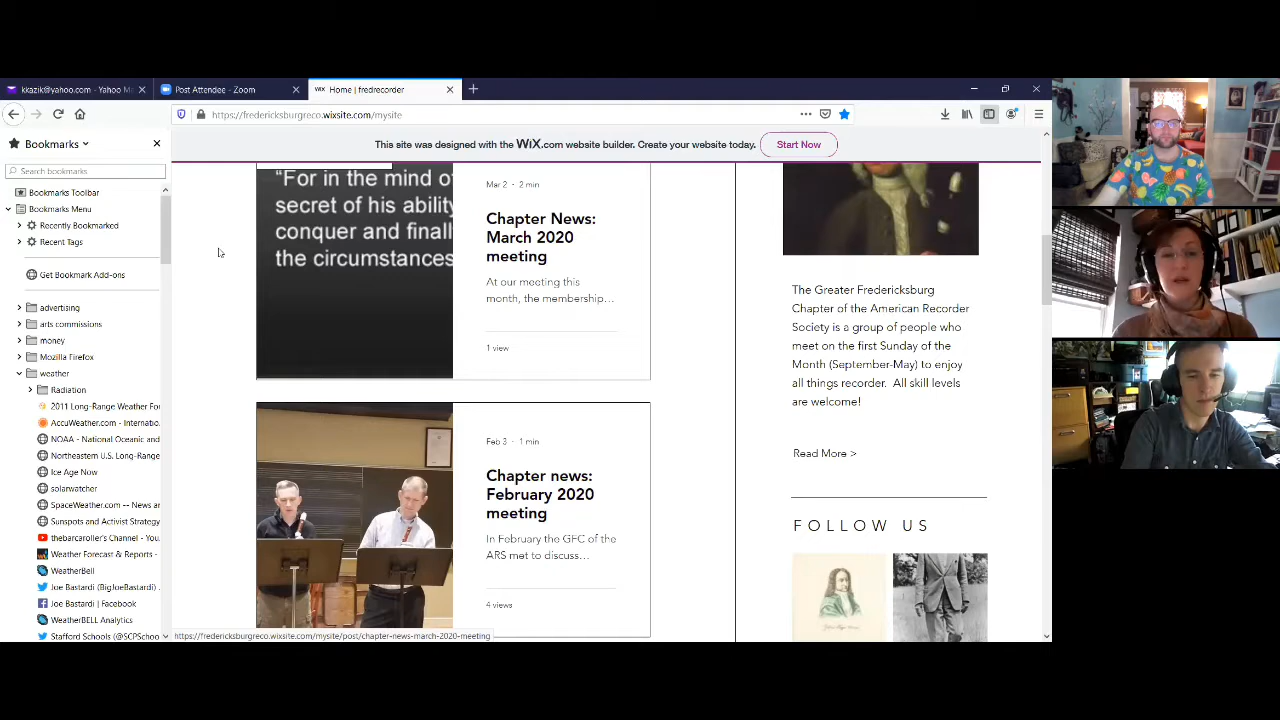 kkazik@yahoo.com - Yahoo Ma
Post Attendee - Zoom
WIX Home | fredrecorder
https://fredericksburgreco.wixsite.com/mysite
Bookmarks
Search bookmarks
Bookmarks Toolbar
Bookmarks Menu
Recently Bookmarked
Recent Tags
Get Bookmark Add-ons
advertising
arts commissions
money
Mozilla Firefox
weather
Radiation
2011 Long-Range Weather Fo
AccuWeather.com - Internatio
NOAA - National Oceanic and
Northeastern U.S. Long-Range
Ice Age Now
solarwatcher
SpaceWeather.com -- News an
Sunspots and Activist Strategy
thebarcaroller's Channel - You
Weather Forecast & Reports -
WeatherBell
Joe Bastardi (BigJoeBastardi)
Joe Bastardi | Facebook
WeatherBELL Analytics
Stafford Schools (@SCPSchoo
This site was designed with the WiX.com website builder. Create your website today.
Start Now
"For in the mind o
secret of his ability
conquer and finall
the circumstances
Mar 2 · 2 min
Chapter News:
March 2020
meeting
At our meeting this
month, the membership...
1 view
Feb 3 · 1 min
Chapter news:
February 2020
meeting
In February the GFC of the
ARS met to discuss...
4 views
The Greater Fredericksburg
Chapter of the American Recorder
Society is a group of people who
meet on the first Sunday of the
Month (September-May) to enjoy
all things recorder. All skill levels
are welcome!
Read More >
FOLLOW US
https://fredericksburgreco.wixsite.com/mysite/post/chapter-news-march-2020-meeting